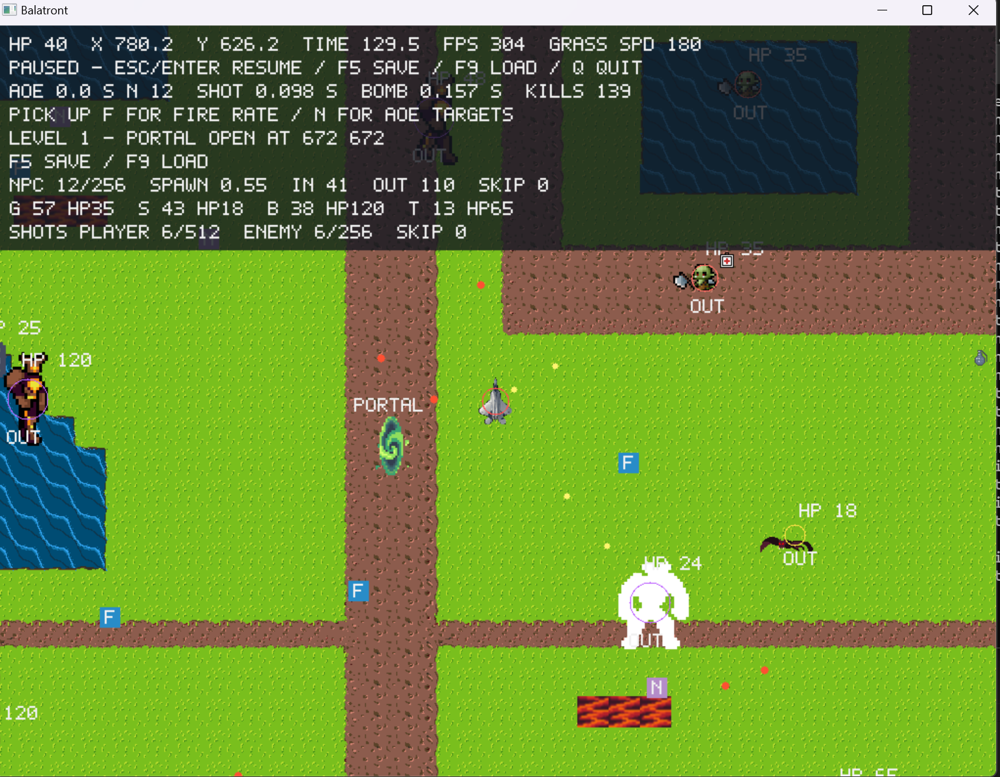 Balatront
HP 40 X 780.2 Y 626.2 TIME 129.5 FPS 304 GRASS SPD 180
PAUSED - ESC/ENTER RESUME / F5 SAVE / F9 LOAD / Q QUIT
AOE 0.0 S N 12 SHOT 0.098 S BOMB 0.157 S KILLS 139
PICK UP F FOR FIRE RATE / N FOR AOE TARGETS
LEVEL 1 - PORTAL OPEN AT 672 672
F5 SAVE / F9 LOAD
NPC 12/256 SPAWN 0.55 IN 41 OUT 110 SKIP 0
G 57 HP35 S 43 HP18 B 38 HP120 T 13 HP65
SHOTS PLAYER 6/512 ENEMY 6/256 SKIP 0
HP 35
OUT
OUT
N
F
HP 35
OUT
P 25
HP 120
OUT
PORTAL
F
HP 18
OUT
HP 24
OUT
F
F
N
120
HP 65